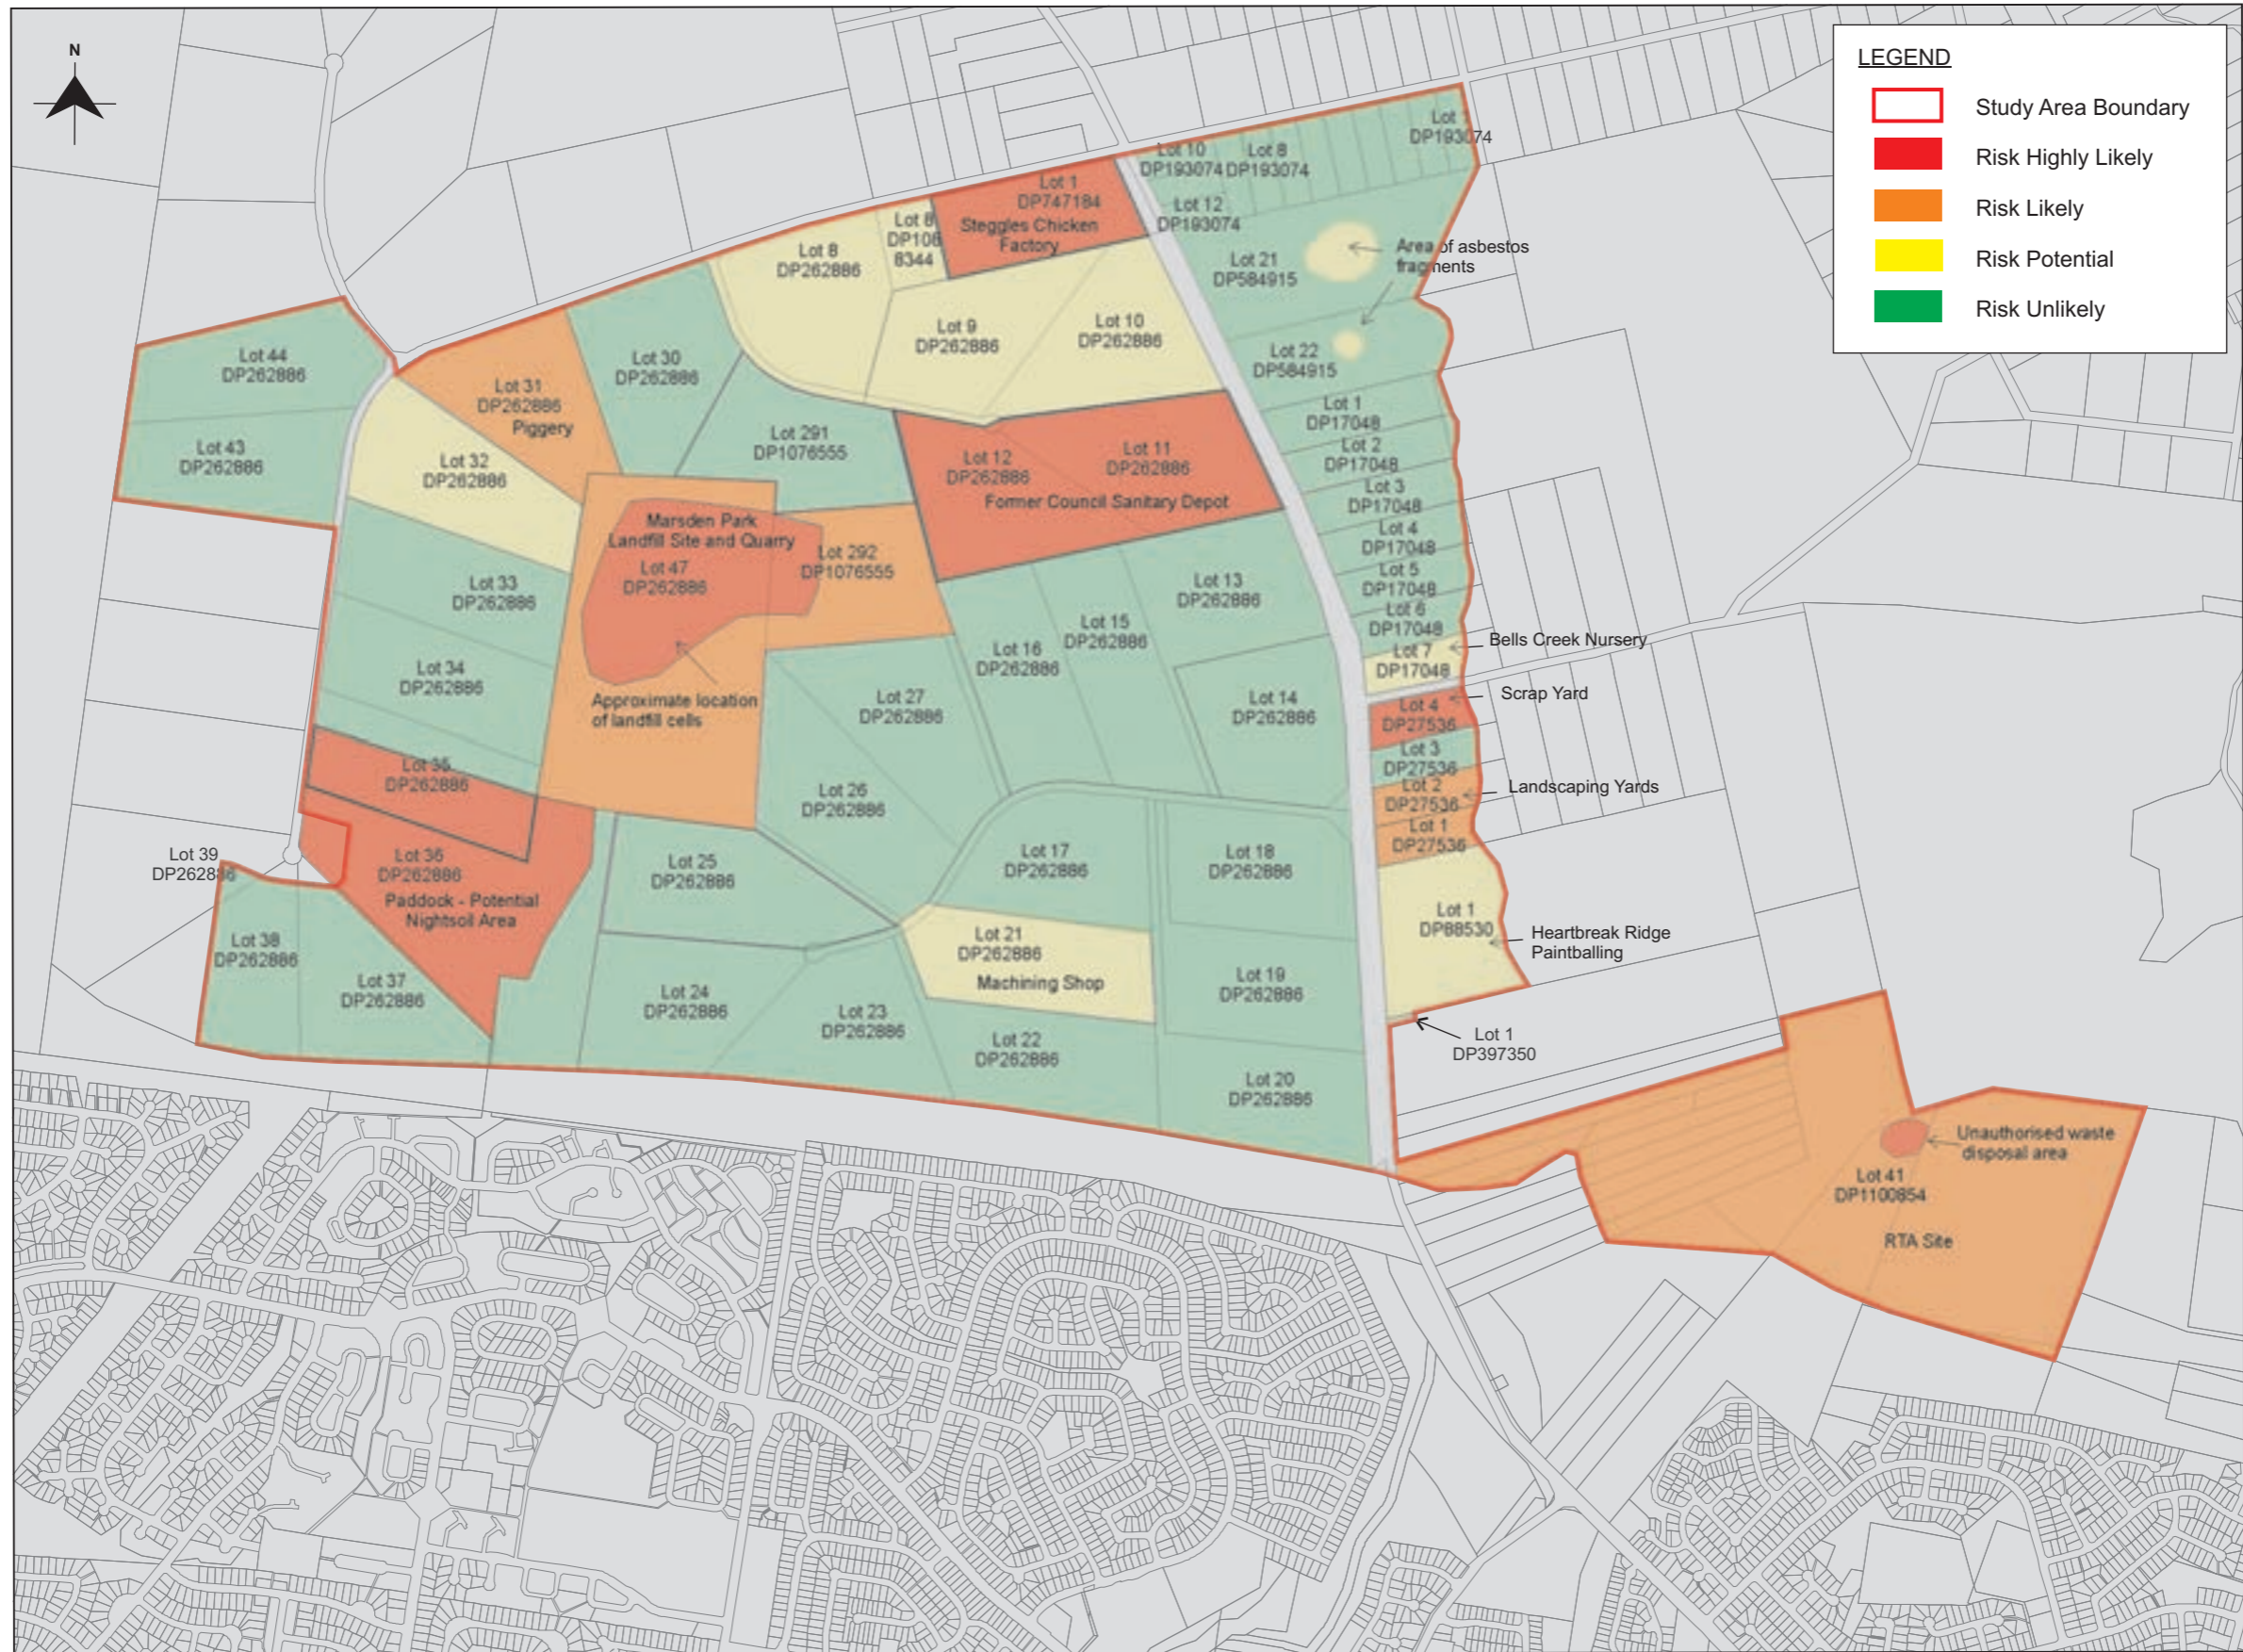 N
LEGEND
Study Area Boundary
Risk Highly Likely
Risk Likely
Risk Potential
Risk Unlikely
Lot 1
DP193074
Lot 10
DP193074
Lot 8
DP193074
Lot 12
DP193074
Lot 1
DP747184
Steggles Chicken
Factory
Lot 8
DP106
8344
Lot 8
DP262886
Area of asbestos
fragments
Lot 21
DP584915
Lot 9
DP262886
Lot 10
DP262886
Lot 22
DP584915
Lot 44
DP262886
Lot 30
DP262886
Lot 31
DP262886
Piggery
Lot 43
DP262886
Lot 32
DP262886
Lot 291
DP1076555
Lot 12
DP262886
Lot 11
DP262886
Former Council Sanitary Depot
Lot 1
DP17048
Lot 2
DP17048
Lot 3
DP17048
Lot 4
DP17048
Lot 5
DP17048
Lot 6
DP17048
Lot 7
DP17048
Bells Creek Nursery
Marsden Park
Landfill Site and Quarry
Lot 47
DP262886
Lot 292
DP1076555
Approximate location
of landfill cells
Lot 33
DP262886
Lot 34
DP262886
Lot 13
DP262886
Lot 15
DP262886
Lot 16
DP262886
Lot 14
DP262886
Lot 27
DP262886
Lot 26
DP262886
Scrap Yard
Lot 4
DP27536
Lot 3
DP27536
Lot 2
DP27536
Landscaping Yards
Lot 1
DP27536
Lot 35
DP262886
Lot 39
DP262886
Lot 36
DP262886
Paddock - Potential
Nightsoil Area
Lot 25
DP262886
Lot 17
DP262886
Lot 18
DP262886
Lot 1
DP88530
Heartbreak Ridge
Paintballing
Lot 38
DP262886
Lot 37
DP262886
Lot 24
DP262886
Lot 23
DP262886
Lot 21
DP262886
Machining Shop
Lot 22
DP262886
Lot 19
DP262886
Lot 20
DP262886
Lot 1
DP397350
Unauthorised waste
disposal area
Lot 41
DP1100854
RTA Site